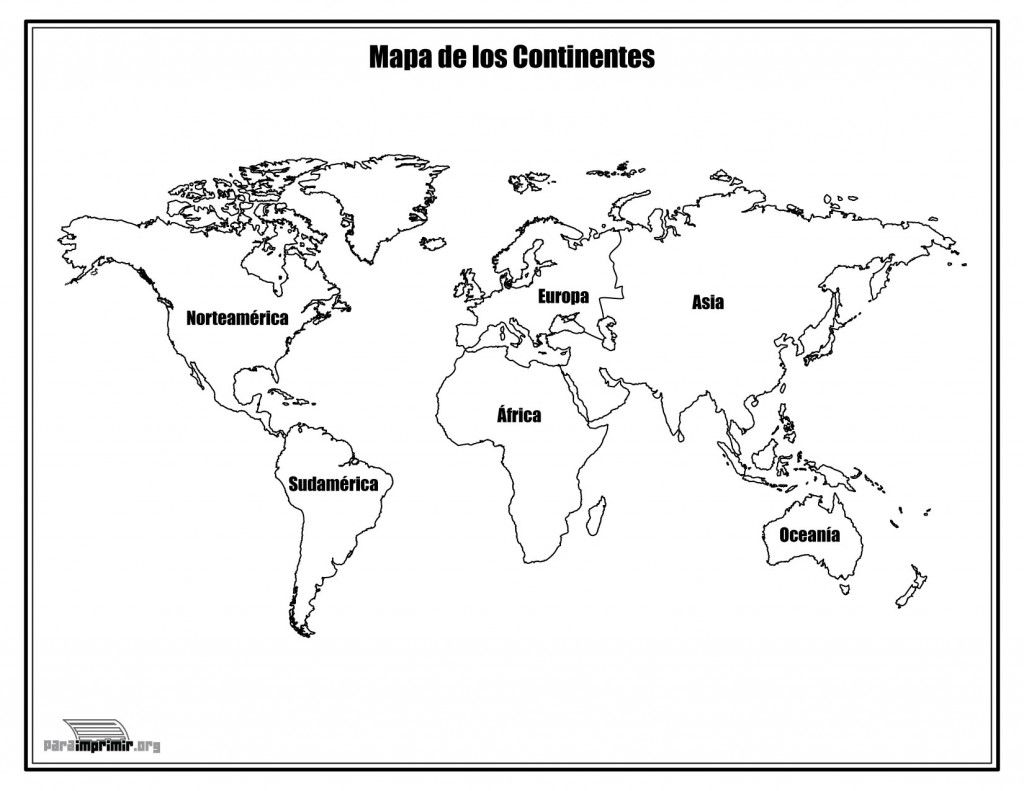 Mapa de los Continentes
Norteamérica
Europa
Asia
África
Sudamérica
Oceanía
paraimprimir.org